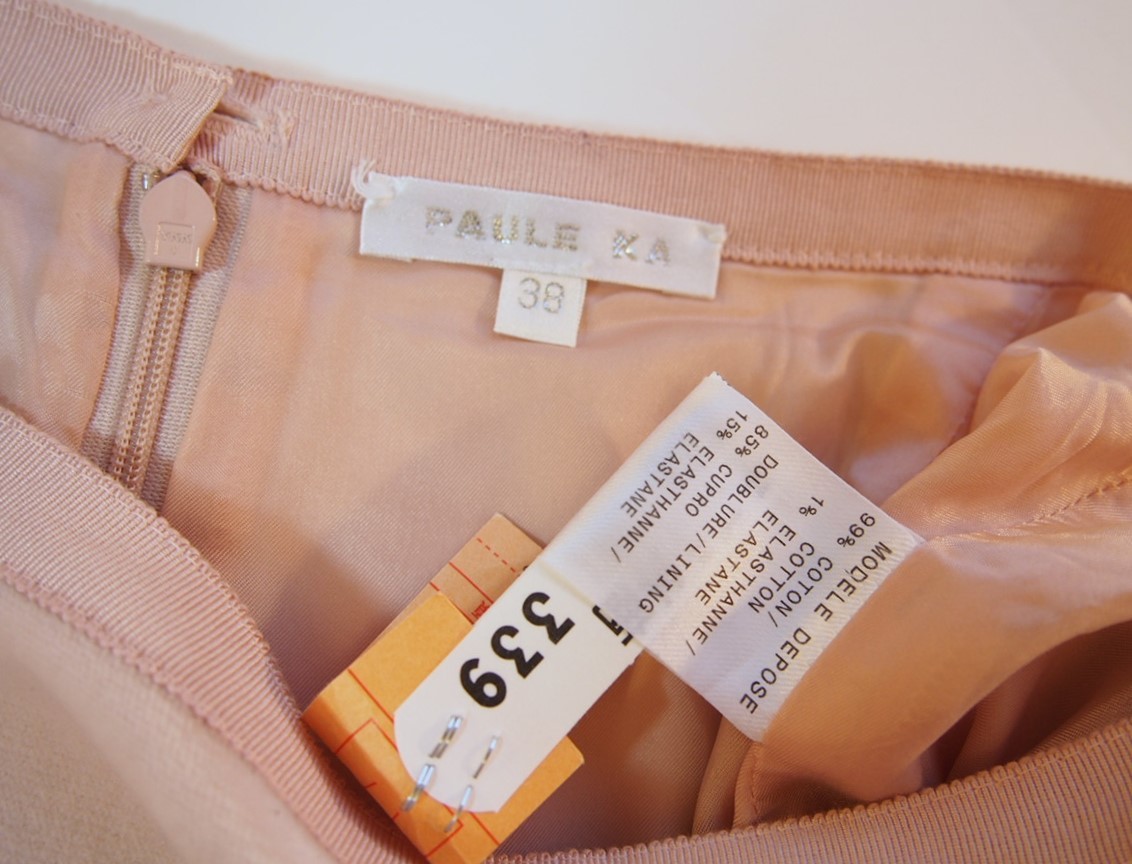 PAULE KA
38
MODELE DEPOSE
99% COTON/
COTTON
1% ELASTHANNE/
ELASTANE
DOUBLURE/LINING
85% CUPRO
15% ELASTHANNE/
ELASTANE
339